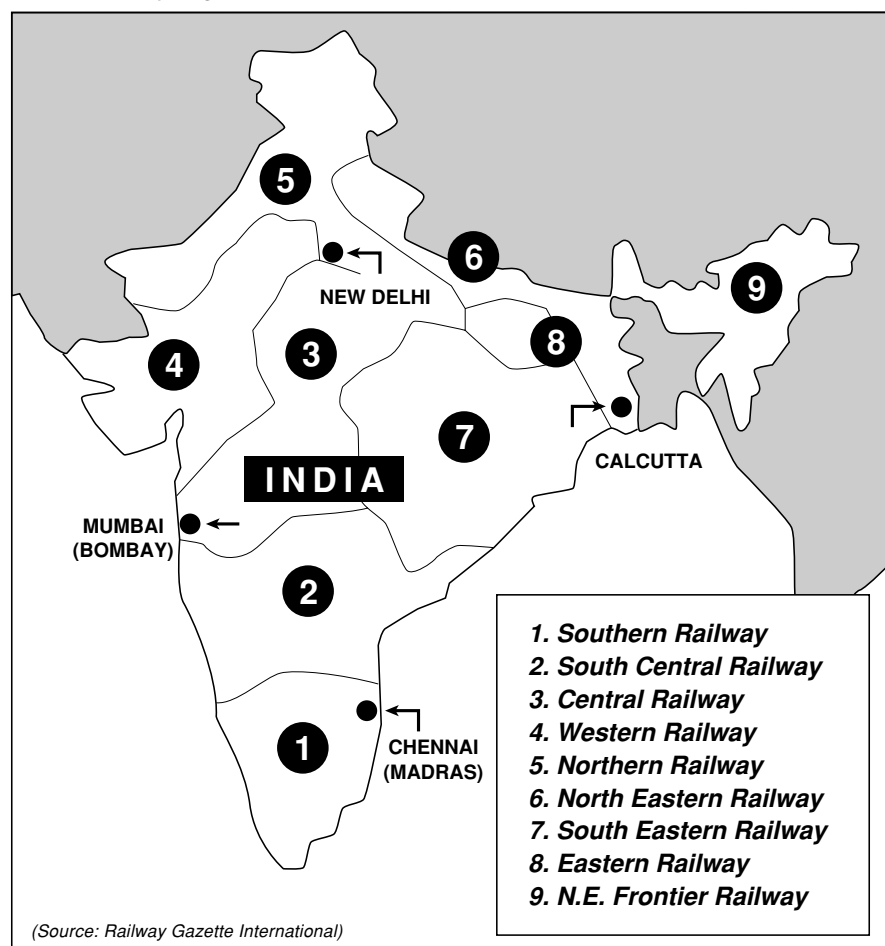 5
6
9
NEW DELHI
3
8
4
7
CALCUTTA
INDIA
MUMBAI
(BOMBAY)
2
1
CHENNAI
(MADRAS)
1. Southern Railway
2. South Central Railway
3. Central Railway
4. Western Railway
5. Northern Railway
6. North Eastern Railway
7. South Eastern Railway
8. Eastern Railway
9. N.E. Frontier Railway
(Source: Railway Gazette International)